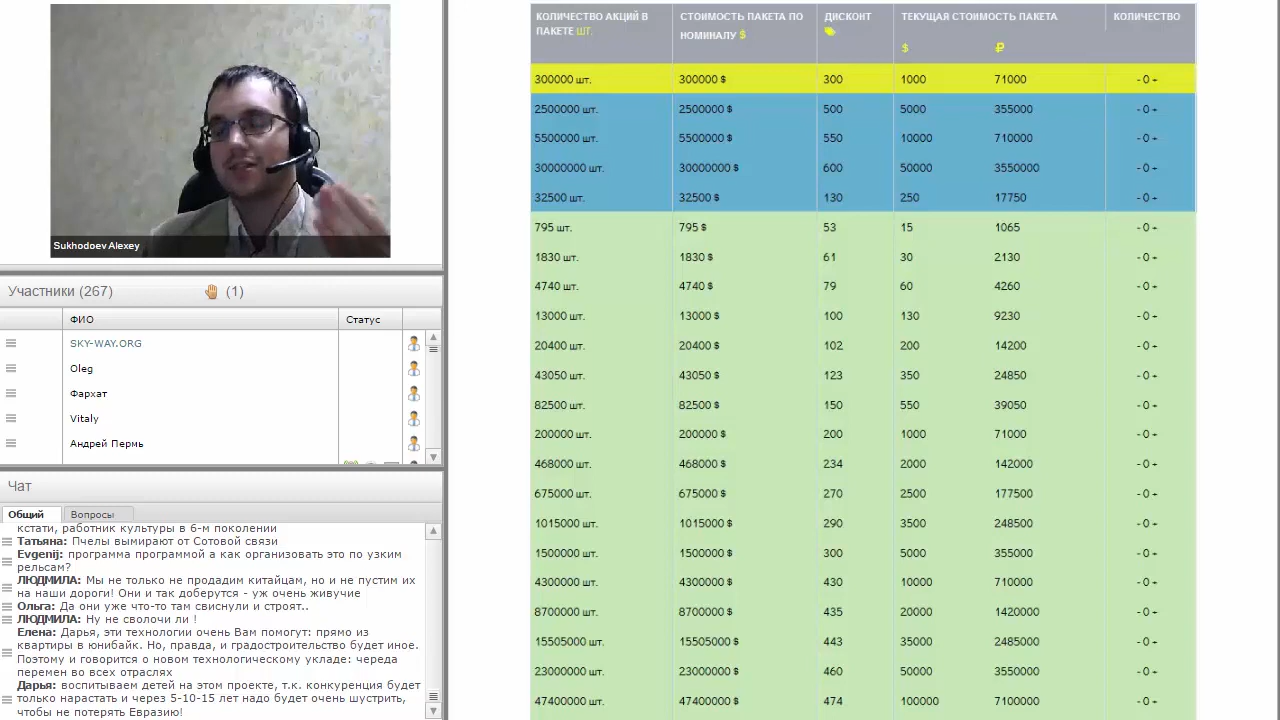 Sukhodoev Alexey
Участники (267) (1)
ФИО Статус
SKY-WAY.ORG
Oleg
Фархат
Vitaly
Андрей Пермь
Чат
Общий Вопросы
кстати, работник культуры в 6-м поколении
Татьяна: Пчелы вымирают от Сотовой связи
Evgenij: программа программой а как организовать это по узким
рельсам?
ЛЮДМИЛА: Мы не только не продадим китайцам, но и не пустим их
на наши дороги! Они и так доберутся - уж очень живучие
Ольга: Да они уже что-то там свиснули и строят..
ЛЮДМИЛА: Ну не сволочи ли !
Елена: Дарья, эти технологии очень Вам помогут: прямо из
квартиры в юнибайк. Но, правда, и градостроительство будет иное.
Поэтому и говорится о новом технологическому укладе: череда
перемен во всех отраслях
Дарья: воспитываем детей на этом проекте, т.к. конкуренция будет
только нарастать и через 5-10-15 лет надо будет очень шустрить,
чтобы не потерять Евразию!
КОЛИЧЕСТВО АКЦИЙ В СТОИМОСТЬ ПАКЕТА ПО ДИСКОНТ ТЕКУЩАЯ СТОИМОСТЬ ПАКЕТА КОЛИЧЕСТВО
ПАКЕТЕ ШТ. НОМИНАЛУ $
$ ₽
300000 шт. 300000 $ 300 1000 71000 - 0 +
2500000 шт. 2500000 $ 500 5000 355000 - 0 +
5500000 шт. 5500000 $ 550 10000 710000 - 0 +
30000000 шт. 30000000 $ 600 50000 3550000 - 0 +
32500 шт. 32500 $ 130 250 17750 - 0 +
795 шт. 795 $ 53 15 1065 - 0 +
1830 шт. 1830 $ 61 30 2130 - 0 +
4740 шт. 4740 $ 79 60 4260 - 0 +
13000 шт. 13000 $ 100 130 9230 - 0 +
20400 шт. 20400 $ 102 200 14200 - 0 +
43050 шт. 43050 $ 123 350 24850 - 0 +
82500 шт. 82500 $ 150 550 39050 - 0 +
200000 шт. 200000 $ 200 1000 71000 - 0 +
468000 шт. 468000 $ 234 2000 142000 - 0 +
675000 шт. 675000 $ 270 2500 177500 - 0 +
1015000 шт. 1015000 $ 290 3500 248500 - 0 +
1500000 шт. 1500000 $ 300 5000 355000 - 0 +
4300000 шт. 4300000 $ 430 10000 710000 - 0 +
8700000 шт. 8700000 $ 435 20000 1420000 - 0 +
15505000 шт. 15505000 $ 443 35000 2485000 - 0 +
23000000 шт. 23000000 $ 460 50000 3550000 - 0 +
47400000 шт. 47400000 $ 474 100000 7100000 - 0 +